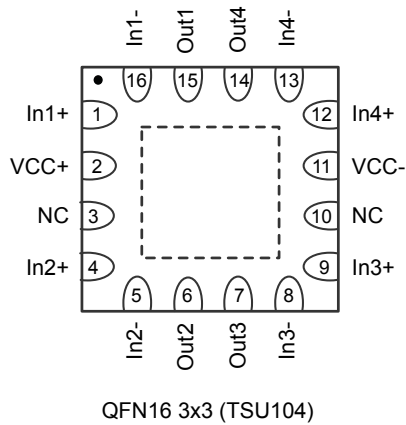 In1- Out1 Out4 In4-
16 15 14 13
In1+ 1 12 In4+
VCC+ 2 11 VCC-
NC 3 10 NC
In2+ 4 9 In3+
5 6 7 8
In2- Out2 Out3 In3-
QFN16 3x3 (TSU104)